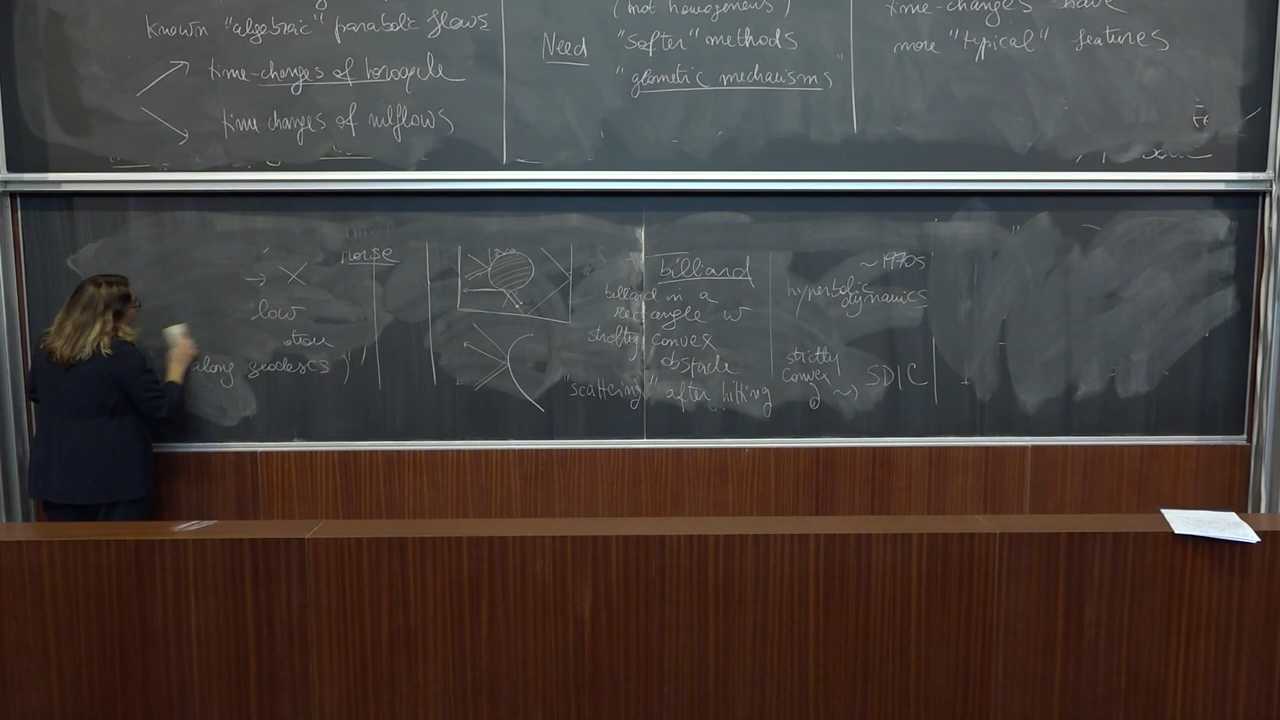 known "algebraic" parabolic flows
time-changes of horocycle
time changes of nilflows
(not homogeneous)
Need "softer" methods
"geometric mechanisms"
time-changes have
more "typical" features
→ X
low
along geodesics )
billiard
billiard in a
rectangle w
strictly convex
obstacle
"scattering" after hitting
~1970s
hyperbolic
dynamics
strictly
convex
~) SDIC